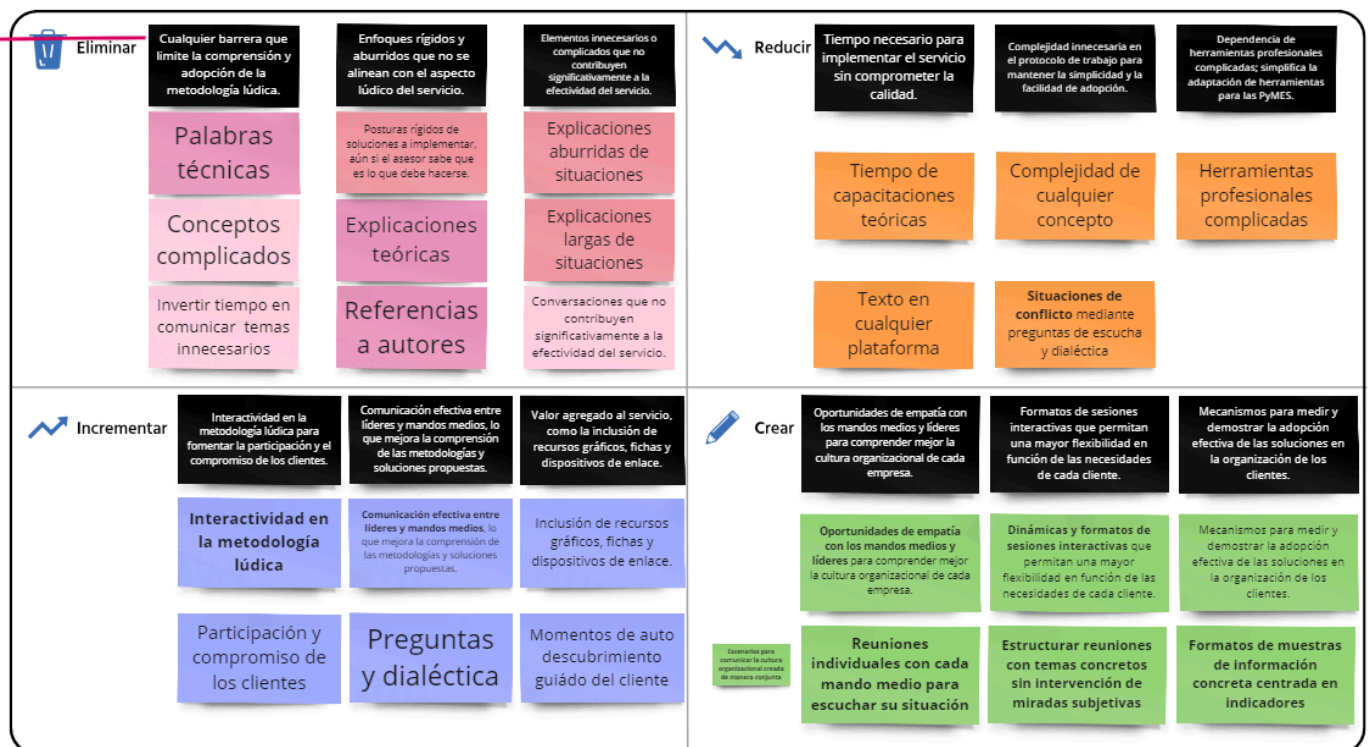 Eliminar
Cualquier barrera que
limite la comprensión y
adopción de la
metodología lúdica.
Enfoques rígidos y
aburridos que no se
alinean con el aspecto
lúdico del servicio.
Elementos innecesarios o
complicados que no
contribuyen
significativamente a la
efectividad del servicio.
Palabras
técnicas
Posturas rígidos de
soluciones a implementar,
aún si el asesor sabe que
es lo que debe hacerse.
Explicaciones
aburridas de
situaciones
Conceptos
complicados
Explicaciones
teóricas
Explicaciones
largas de
situaciones
Invertir tiempo en
comunicar temas
innecesarios
Referencias
a autores
Conversaciones que no
contribuyen
significativamente a la
efectividad del servicio.
Reducir
Tiempo necesario para
implementar el servicio
sin comprometer la
calidad.
Complejidad innecesaria en
el protocolo de trabajo para
mantener la simplicidad y la
facilidad de adopción.
Dependencia de
herramientas profesionales
complicadas; simplifica la
adaptación de herramientas
para las PyMES.
Tiempo de
capacitaciones
teóricas
Complejidad de
cualquier
concepto
Herramientas
profesionales
complicadas
Texto en
cualquier
plataforma
Situaciones de
conflicto mediante
preguntas de escucha
y dialéctica
Incrementar
Interactividad en la
metodología lúdica para
fomentar la participación y el
compromiso de los clientes.
Comunicación efectiva entre
líderes y mandos medios, lo
que mejora la comprensión
de las metodologías y
soluciones propuestas.
Valor agregado al servicio,
como la inclusión de
recursos gráficos, fichas y
dispositivos de enlace.
Interactividad en
la metodología
lúdica
Comunicación efectiva entre
líderes y mandos medios, lo
que mejora la comprensión de
las metodologías y soluciones
propuestas.
Inclusión de recursos
gráficos, fichas y
dispositivos de enlace.
Participación y
compromiso de
los clientes
Preguntas
y dialéctica
Momentos de auto
descubrimiento
guiádo del cliente
Crear
Oportunidades de empatía con
los mandos medios y líderes
para comprender mejor la
cultura organizacional de cada
empresa.
Formatos de sesiones
interactivas que permitan
una mayor flexibilidad en
función de las necesidades
de cada cliente.
Mecanismos para medir y
demostrar la adopción
efectiva de las soluciones en
la organización de los
clientes.
Oportunidades de empatía
con los mandos medios y
líderes para comprender mejor
la cultura organizacional de cada
empresa.
Dinámicas y formatos de
sesiones interactivas que
permitan una mayor
flexibilidad en función de las
necesidades de cada cliente.
Mecanismos para medir y
demostrar la adopción
efectiva de las soluciones en
la organización de los
clientes.
Escenarios para
comunicar la cultura
organizacional creada
de manera conjunta
Reuniones
individuales con cada
mando medio para
escuchar su situación
Estructurar reuniones
con temas concretos
sin intervención de
miradas subjetivas
Formatos de muestras
de información
concreta centrada en
indicadores